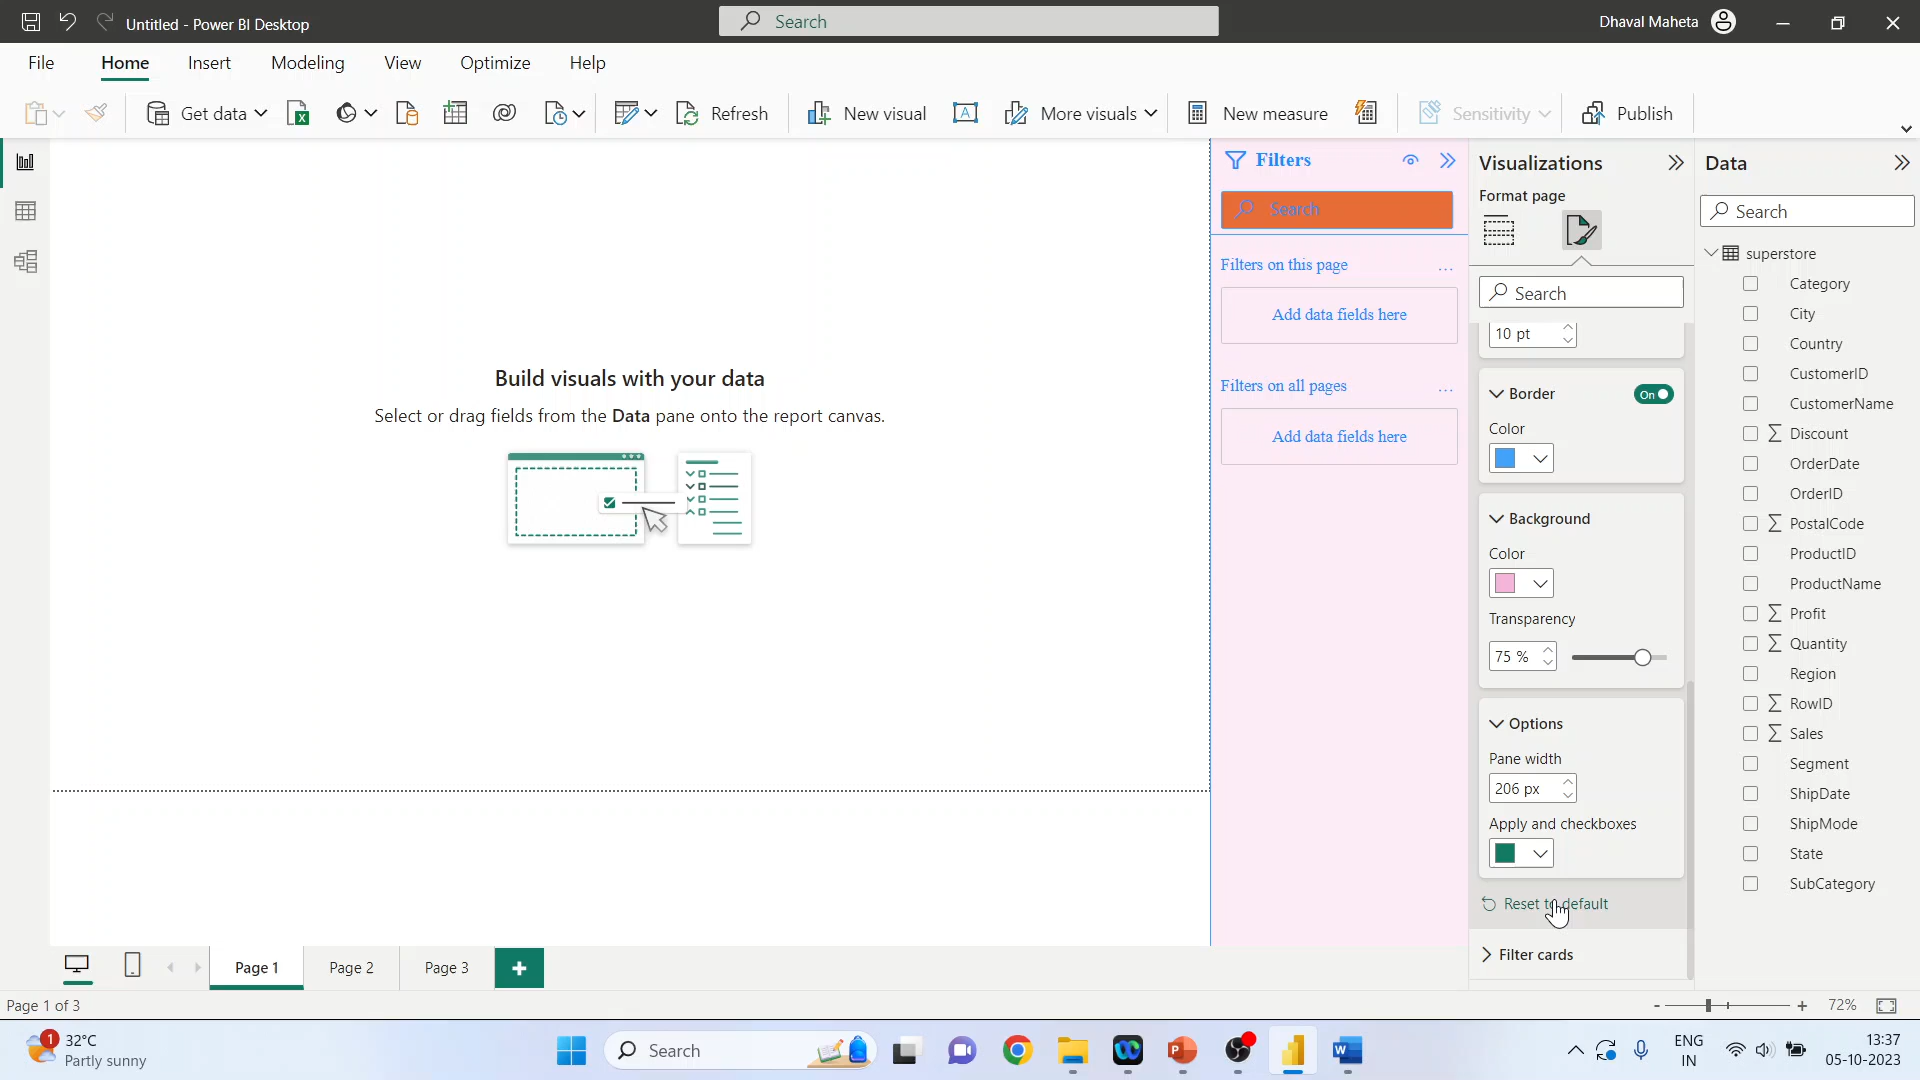 Untitled - Power BI Desktop
Search
Dhaval Maheta
File
Home
Insert
Modeling
View
Optimize
Help
Get data
Refresh
New visual
A
More visuals
New measure
Sensitivity
Publish
Build visuals with your data
Select or drag fields from the Data pane onto the report canvas.
Filters
Search
Filters on this page
...
Add data fields here
Filters on all pages
...
Add data fields here
Visualizations
Format page
Search
10 pt
Border
On
Color
Background
Color
Transparency
75 %
Options
Pane width
206 px
Apply and checkboxes
Reset to default
Filter cards
Data
Search
superstore
Category
City
Country
CustomerID
CustomerName
Discount
OrderDate
OrderID
PostalCode
ProductID
ProductName
Profit
Quantity
Region
RowID
Sales
Segment
ShipDate
ShipMode
State
SubCategory
Page 1
Page 2
Page 3
Page 1 of 3
72%
1
32°C
Partly sunny
Search
ENG
IN
13:37
05-10-2023